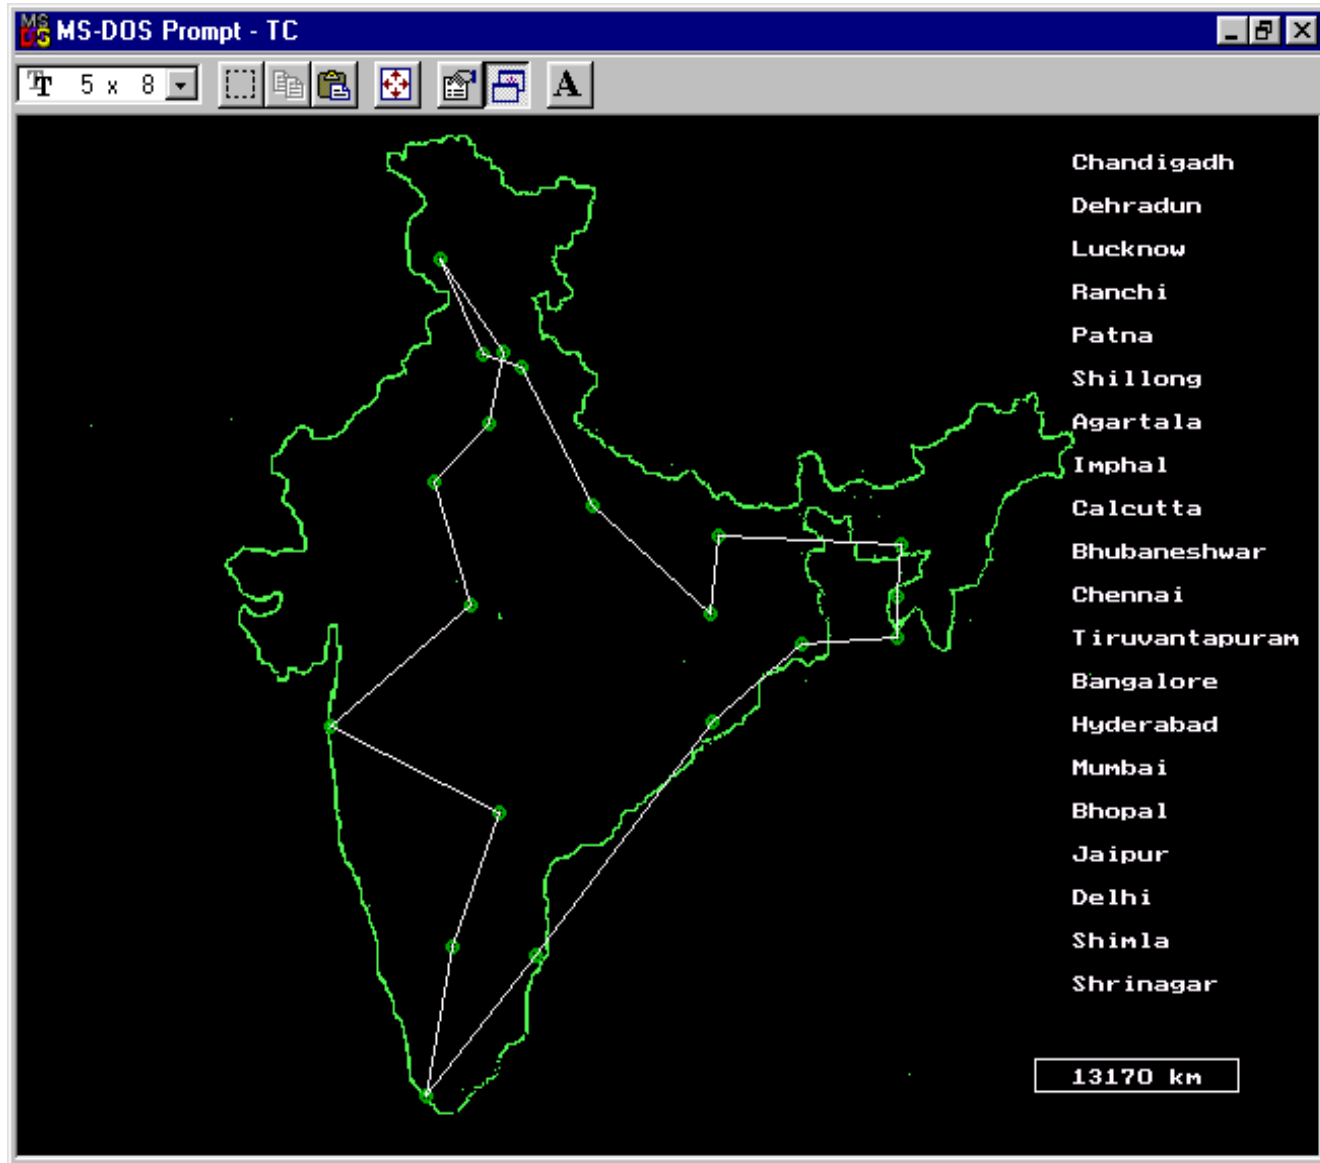 MS-DOS Prompt - TC
5 x 8
A
Chandigadh
Dehradun
Lucknow
Ranchi
Patna
Shillong
Agartala
Imphal
Calcutta
Bhubaneshwar
Chennai
Tiruvantapuram
Bangalore
Hyderabad
Mumbai
Bhopal
Jaipur
Delhi
Shimla
Shrinagar
13170 km